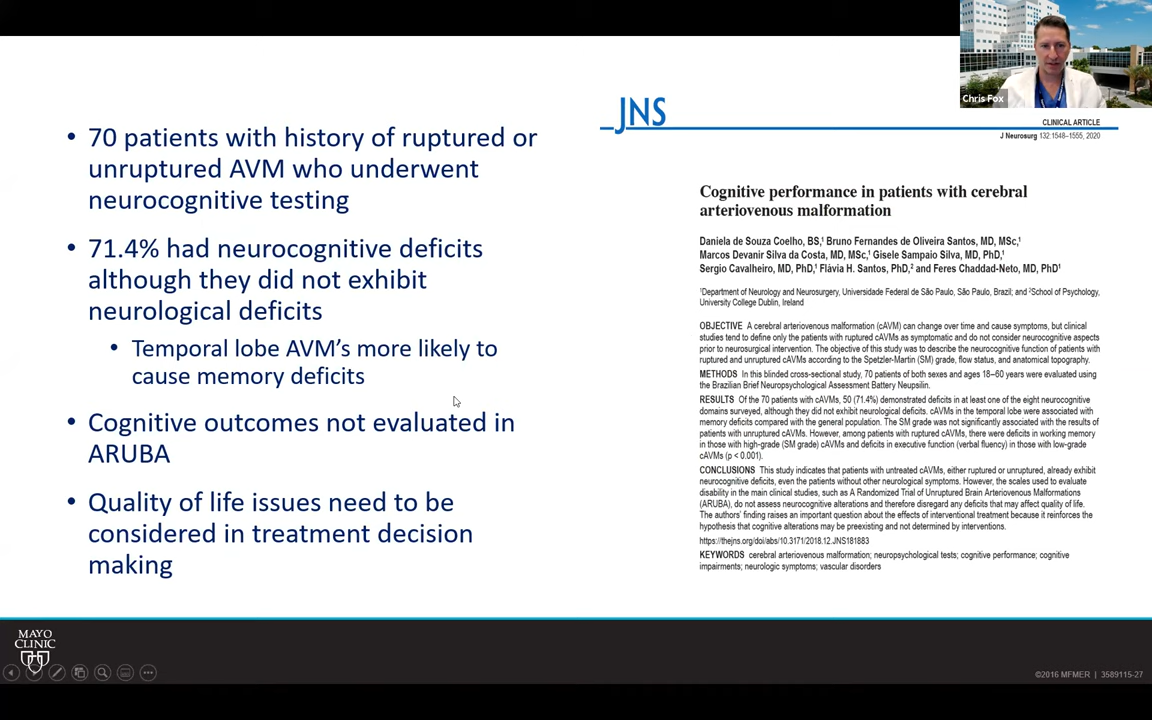 Chris Fox
• 70 patients with history of ruptured or
unruptured AVM who underwent
neurocognitive testing
• 71.4% had neurocognitive deficits
although they did not exhibit
neurological deficits
• Temporal lobe AVM's more likely to
cause memory deficits
• Cognitive outcomes not evaluated in
ARUBA
• Quality of life issues need to be
considered in treatment decision
making
JNS
CLINICAL ARTICLE
J Neurosurg 132:1548–1555, 2020
Cognitive performance in patients with cerebral
arteriovenous malformation
Daniela de Souza Coelho, BS,¹ Bruno Fernandes de Oliveira Santos, MD, MSc,¹
Marcos Devanir Silva da Costa, MD, MSc,¹ Gisele Sampaio Silva, MD, PhD,¹
Sergio Cavalheiro, MD, PhD,¹ Flávia H. Santos, PhD,² and Feres Chaddad-Neto, MD, PhD¹
¹Department of Neurology and Neurosurgery, Universidade Federal de São Paulo, São Paulo, Brazil; and ²School of Psychology,
University College Dublin, Ireland
OBJECTIVE A cerebral arteriovenous malformation (cAVM) can change over time and cause symptoms, but clinical
studies tend to define only the patients with ruptured cAVMs as symptomatic and do not consider neurocognitive aspects
prior to neurosurgical intervention. The objective of this study was to describe the neurocognitive function of patients with
ruptured and unruptured cAVMs according to the Spetzler-Martin (SM) grade, flow status, and anatomical topography.
METHODS In this blinded cross-sectional study, 70 patients of both sexes and ages 18–60 years were evaluated using
the Brazilian Brief Neuropsychological Assessment Battery Neupsilin.
RESULTS Of the 70 patients with cAVMs, 50 (71.4%) demonstrated deficits in at least one of the eight neurocognitive
domains surveyed, although they did not exhibit neurological deficits. cAVMs in the temporal lobe were associated with
memory deficits compared with the general population. The SM grade was not significantly associated with the results of
patients with unruptured cAVMs. However, among patients with ruptured cAVMs, there were deficits in working memory
in those with high-grade (SM grade) cAVMs and deficits in executive function (verbal fluency) in those with low-grade
cAVMs (p < 0.001).
CONCLUSIONS This study indicates that patients with untreated cAVMs, either ruptured or unruptured, already exhibit
neurocognitive deficits, even the patients without other neurological symptoms. However, the scales used to evaluate
disability in the main clinical studies, such as A Randomized Trial of Unruptured Brain Arteriovenous Malformations
(ARUBA), do not assess neurocognitive alterations and therefore disregard any deficits that may affect quality of life.
The authors' finding raises an important question about the effects of interventional treatment because it reinforces the
hypothesis that cognitive alterations may be preexisting and not determined by interventions.
https://thejns.org/doi/abs/10.3171/2018.12.JNS181883
KEYWORDS cerebral arteriovenous malformation; neuropsychological tests; cognitive performance; cognitive
impairments; neurologic symptoms; vascular disorders
MAYO
CLINIC
©2016 MFMER | 3589115-27